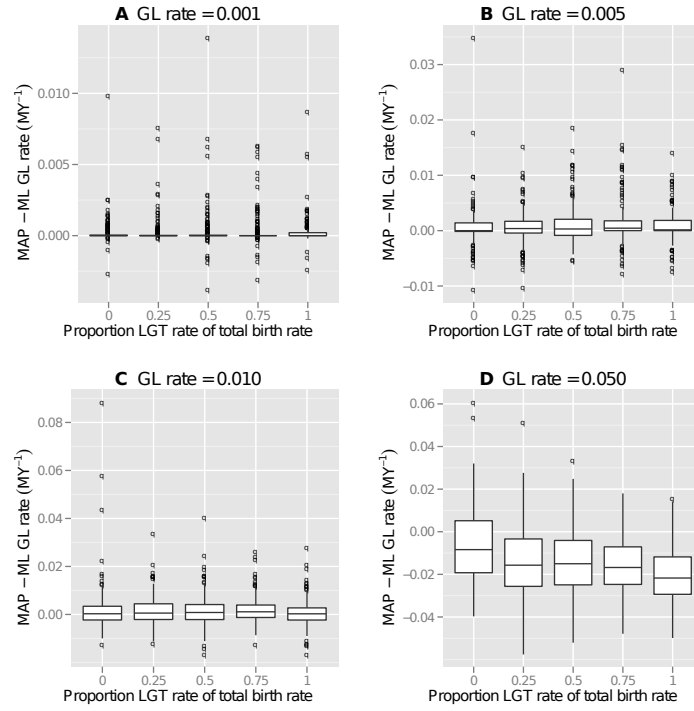 A GL rate = 0.001
MAP − ML GL rate (MY⁻¹)
0.010
0.005
0.000
0 0.25 0.5 0.75 1
Proportion LGT rate of total birth rate
B GL rate = 0.005
MAP − ML GL rate (MY⁻¹)
0.03
0.02
0.01
0.00
−0.01
0 0.25 0.5 0.75 1
Proportion LGT rate of total birth rate
C GL rate = 0.010
MAP − ML GL rate (MY⁻¹)
0.08
0.06
0.04
0.02
0.00
0 0.25 0.5 0.75 1
Proportion LGT rate of total birth rate
D GL rate = 0.050
MAP − ML GL rate (MY⁻¹)
0.06
0.04
0.02
0.00
−0.02
−0.04
0 0.25 0.5 0.75 1
Proportion LGT rate of total birth rate